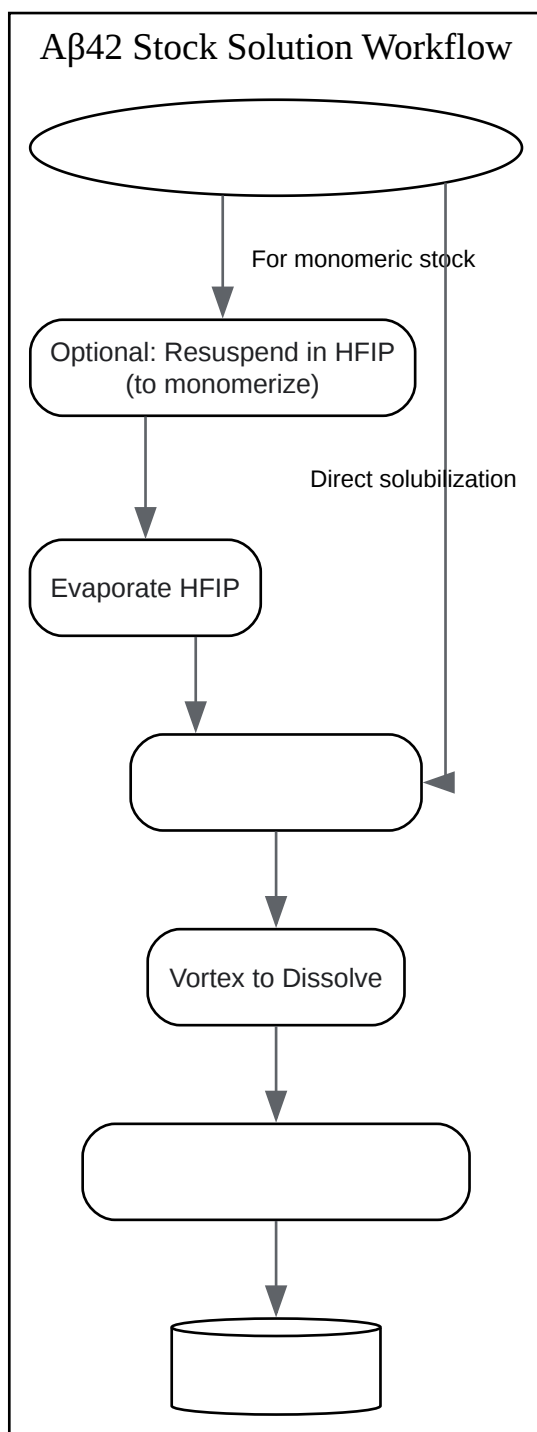 Aβ42 Stock Solution Workflow
For monomeric stock
Optional: Resuspend in HFIP
(to monomerize)
Direct solubilization
Evaporate HFIP
Vortex to Dissolve